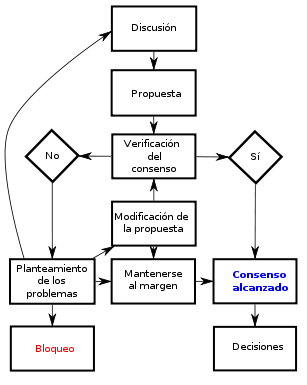 Discusión
Propuesta
Verificación
del
consenso
No
Sí
Modificación de
la propuesta
Planteamiento
de los
problemas
Mantenerse
al margen
Consenso
alcanzado
Bloqueo
Decisiones